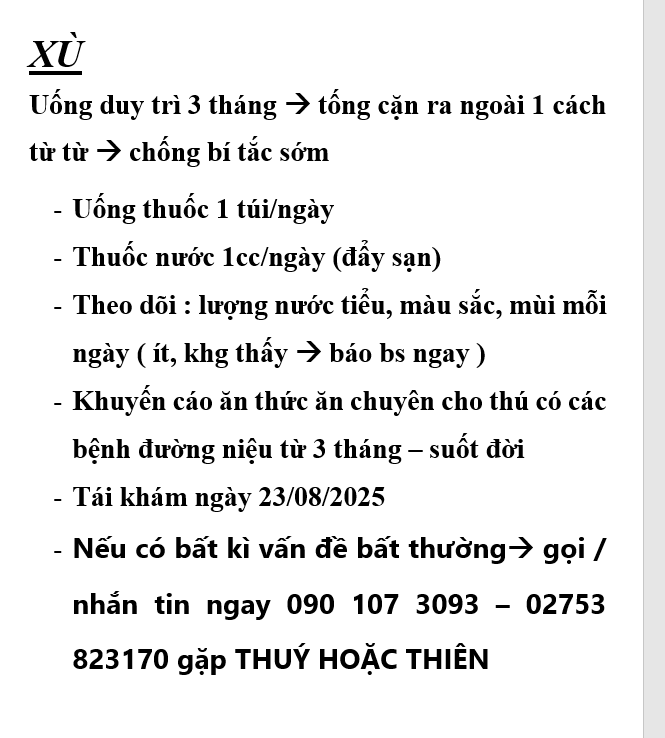 XÙ
Uống duy trì 3 tháng → tống cặn ra ngoài 1 cách
từ từ → chống bí tắc sớm
- Uống thuốc 1 túi/ngày
- Thuốc nước 1cc/ngày (đẩy sạn)
- Theo dõi : lượng nước tiểu, màu sắc, mùi mỗi
ngày ( ít, khg thấy → báo bs ngay )
- Khuyến cáo ăn thức ăn chuyên cho thú có các
bệnh đường niệu từ 3 tháng – suốt đời
- Tái khám ngày 23/08/2025
- Nếu có bất kì vấn đề bất thường→ gọi /
nhắn tin ngay 090 107 3093 – 02753
823170 gặp THUÝ HOẶC THIÊN